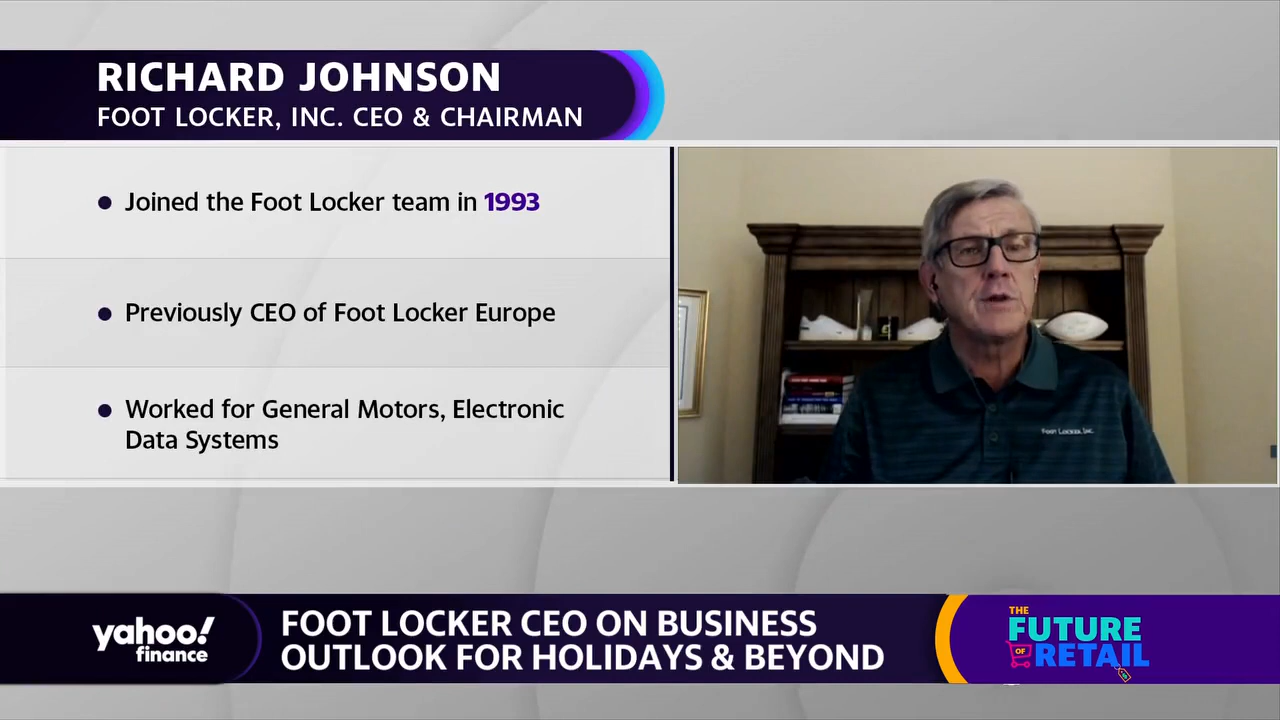 RICHARD JOHNSON
FOOT LOCKER, INC. CEO & CHAIRMAN
Joined the Foot Locker team in 1993
Previously CEO of Foot Locker Europe
Worked for General Motors, Electronic
Data Systems
FOOT LOCKER, INC.
yahoo!
finance
FOOT LOCKER CEO ON BUSINESS
OUTLOOK FOR HOLIDAYS & BEYOND
THE
FUTURE
OF
RETAIL